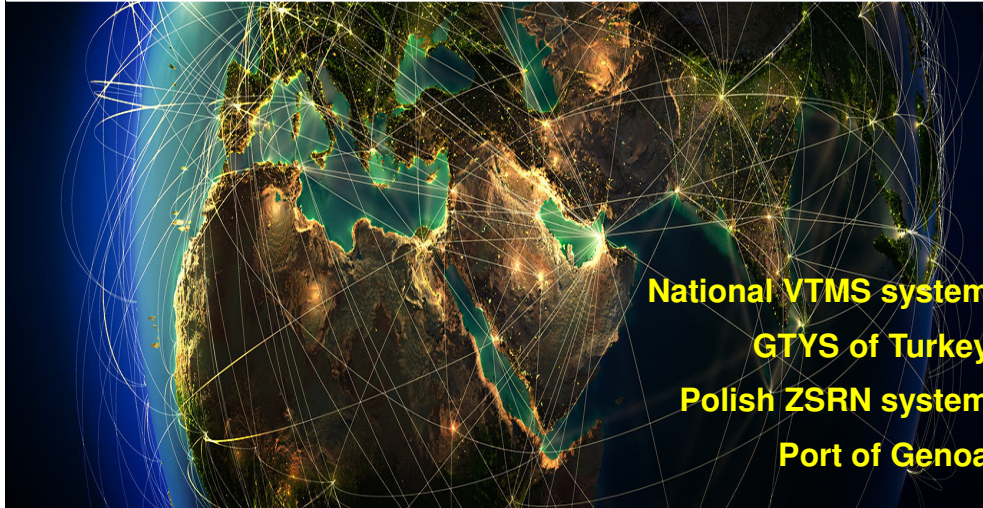 National VTMS system
GTYS of Turkey
Polish ZSRN system
Port of Genoa